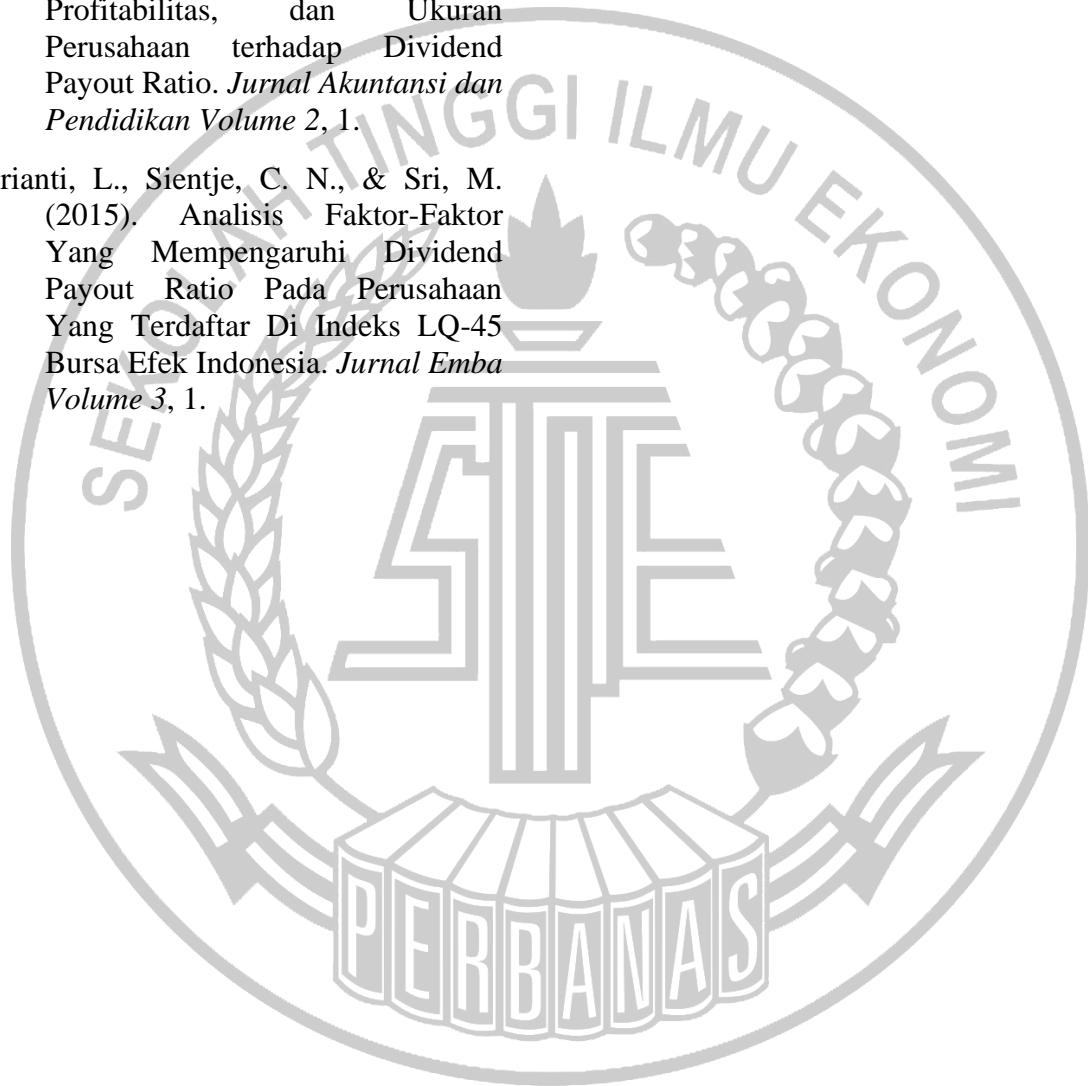 Profitabilitas, dan Ukuran
Perusahaan terhadap Dividend
Payout Ratio. Jurnal Akuntansi dan
Pendidikan Volume 2, 1.
rianti, L., Sientje, C. N., & Sri, M.
(2015). Analisis Faktor-Faktor
Yang Mempengaruhi Dividend
Payout Ratio Pada Perusahaan
Yang Terdaftar Di Indeks LQ-45
Bursa Efek Indonesia. Jurnal Emba
Volume 3, 1.
SEKOLAH TINGGI ILMU EKONOMI
STIE
PERBANAS